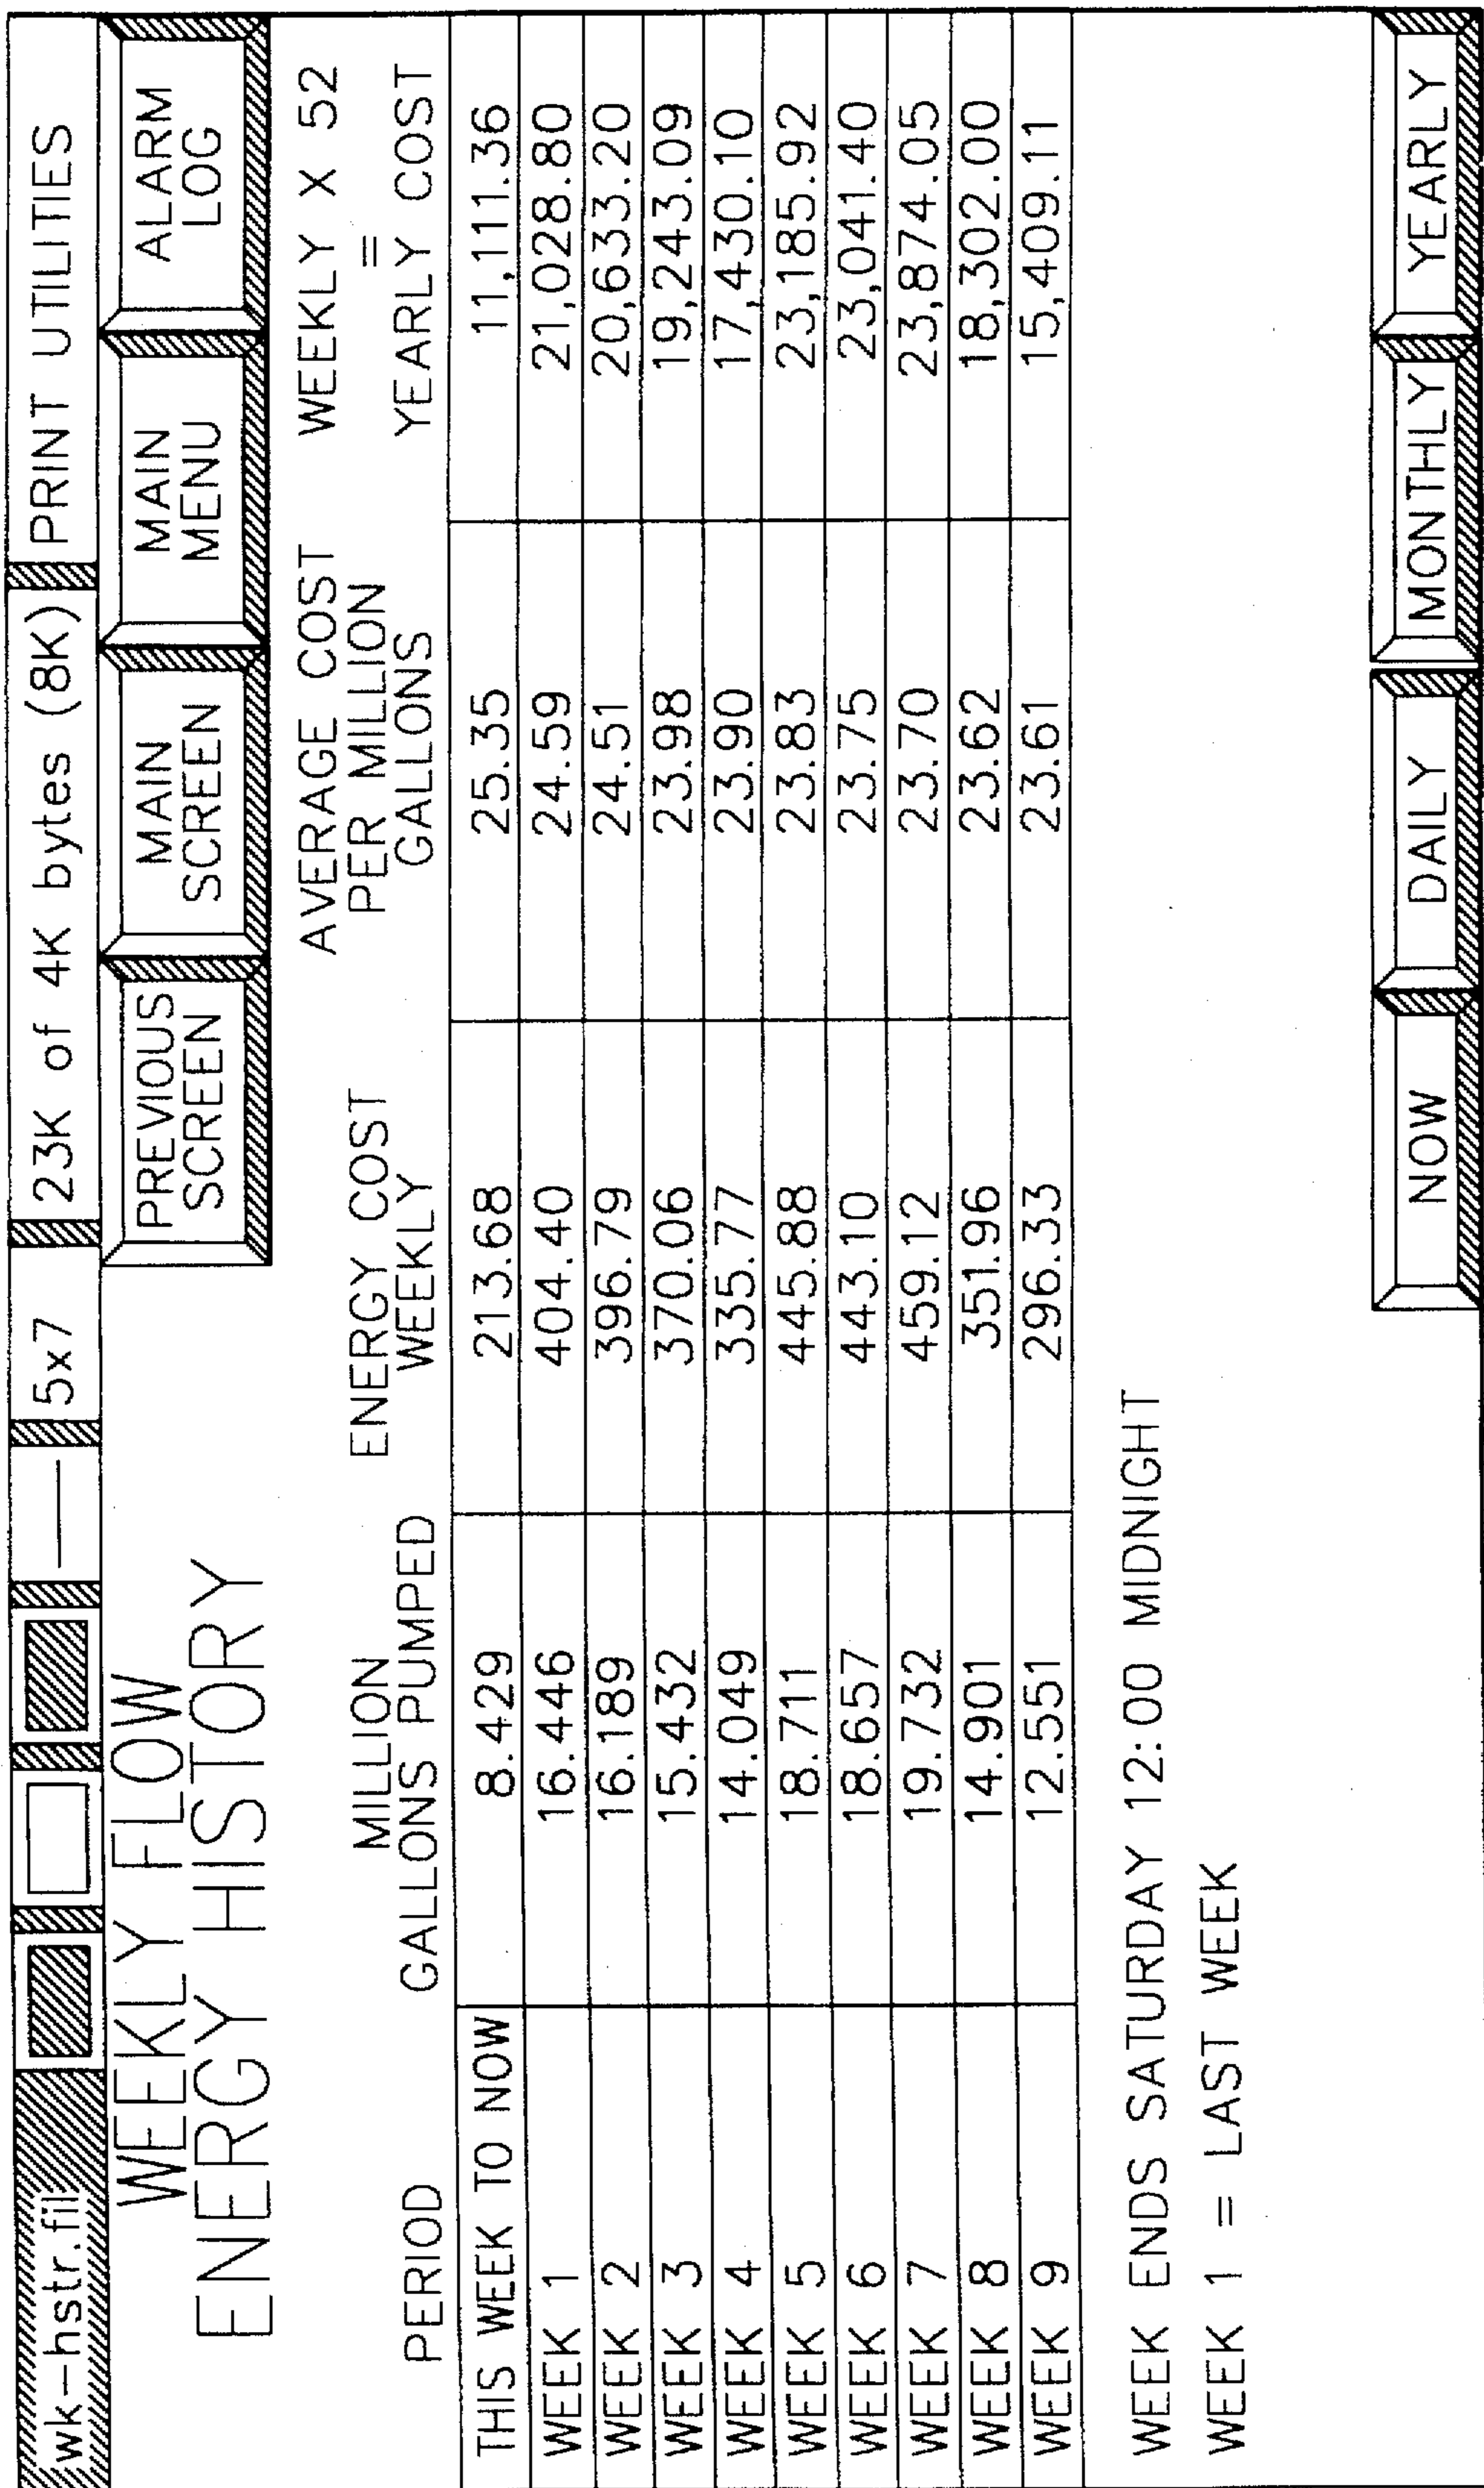 wk-hstr.fil 5x7 23K of 4K bytes (8K) PRINT UTILITIES
WEEKLY FLOW
ENERGY HISTORY
PREVIOUS
SCREEN
MAIN
SCREEN
MAIN
MENU
ALARM
LOG
PERIOD
MILLION
GALLONS PUMPED
ENERGY COST
WEEKLY
AVERAGE COST
PER MILLION
GALLONS
WEEKLY X 52
=
YEARLY COST
THIS WEEK TO NOW 8.429 213.68 25.35 11,111.36
WEEK 1 16.446 404.40 24.59 21,028.80
WEEK 2 16.189 396.79 24.51 20,633.20
WEEK 3 15.432 370.06 23.98 19,243.09
WEEK 4 14.049 335.77 23.90 17,430.10
WEEK 5 18.711 445.88 23.83 23,185.92
WEEK 6 18.657 443.10 23.75 23,041.40
WEEK 7 19.732 459.12 23.70 23,874.05
WEEK 8 14.901 351.96 23.62 18,302.00
WEEK 9 12.551 296.33 23.61 15,409.11
WEEK ENDS SATURDAY 12:00 MIDNIGHT
WEEK 1 = LAST WEEK
NOW DAILY MONTHLY YEARLY